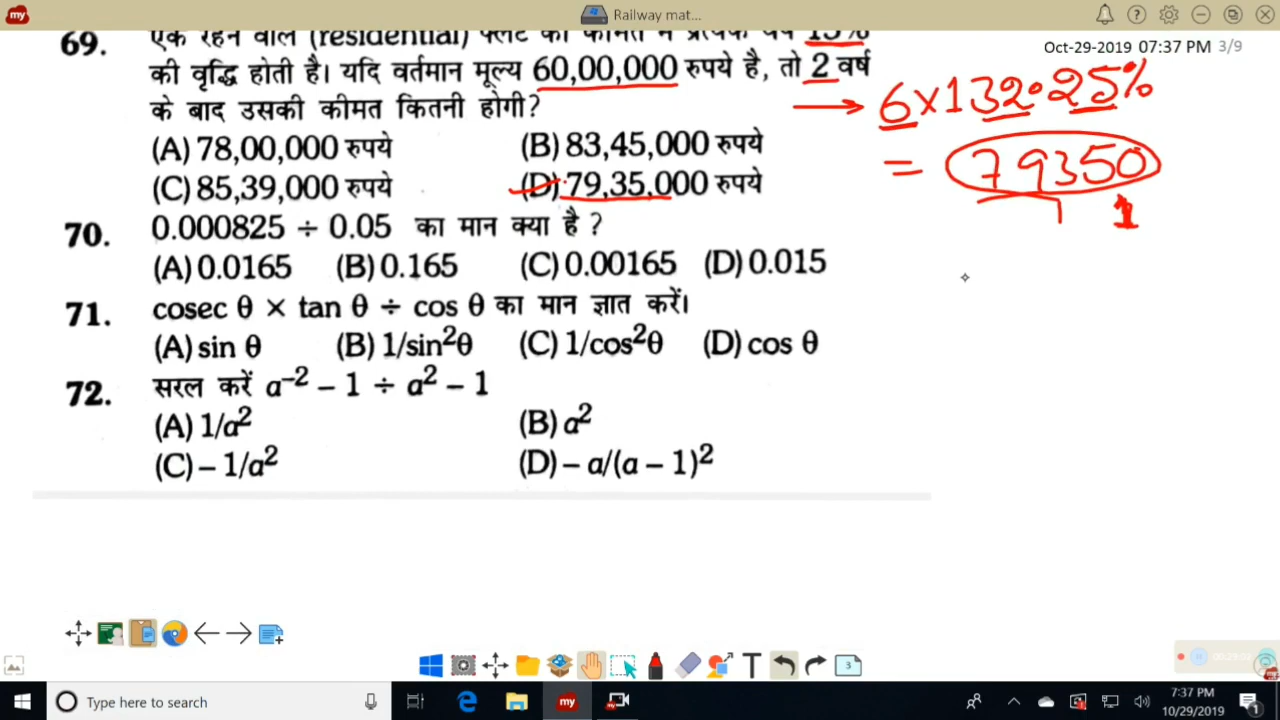 my Railway mat...
Oct-29-2019 07:37 PM 3/9
69. एक रहने वाले (residential) फ्लैट की कीमत में प्रत्येक वर्ष 15%
की वृद्धि होती है। यदि वर्तमान मूल्य 60,00,000 रुपये है, तो 2 वर्ष
के बाद उसकी कीमत कितनी होगी?
→ 6×132.25%
= 79350
1
(A) 78,00,000 रुपये (B) 83,45,000 रुपये
(C) 85,39,000 रुपये (D) 79,35,000 रुपये
70. 0.000825 ÷ 0.05 का मान क्या है ?
(A) 0.0165 (B) 0.165 (C) 0.00165 (D) 0.015
71. cosec θ × tan θ ÷ cos θ का मान ज्ञात करें।
(A) sin θ (B) 1/sin²θ (C) 1/cos²θ (D) cos θ
72. सरल करें a⁻² – 1 ÷ a² – 1
(A) 1/a² (B) a²
(C) – 1/a² (D) – a/(a – 1)²
T 3
Type here to search
my
7:37 PM
10/29/2019
1